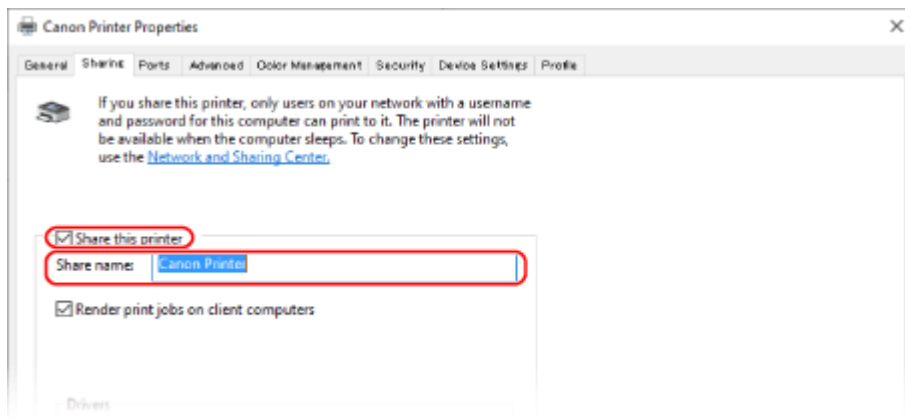 Canon Printer Properties
General Sharing Ports Advanced Color Management Security Device Settings Profile
If you share this printer, only users on your network with a username
and password for this computer can print to it. The printer will not
be available when the computer sleeps. To change these settings,
use the Network and Sharing Center.
Share this printer
Share name: Canon Printer
Render print jobs on client computers
Drivers